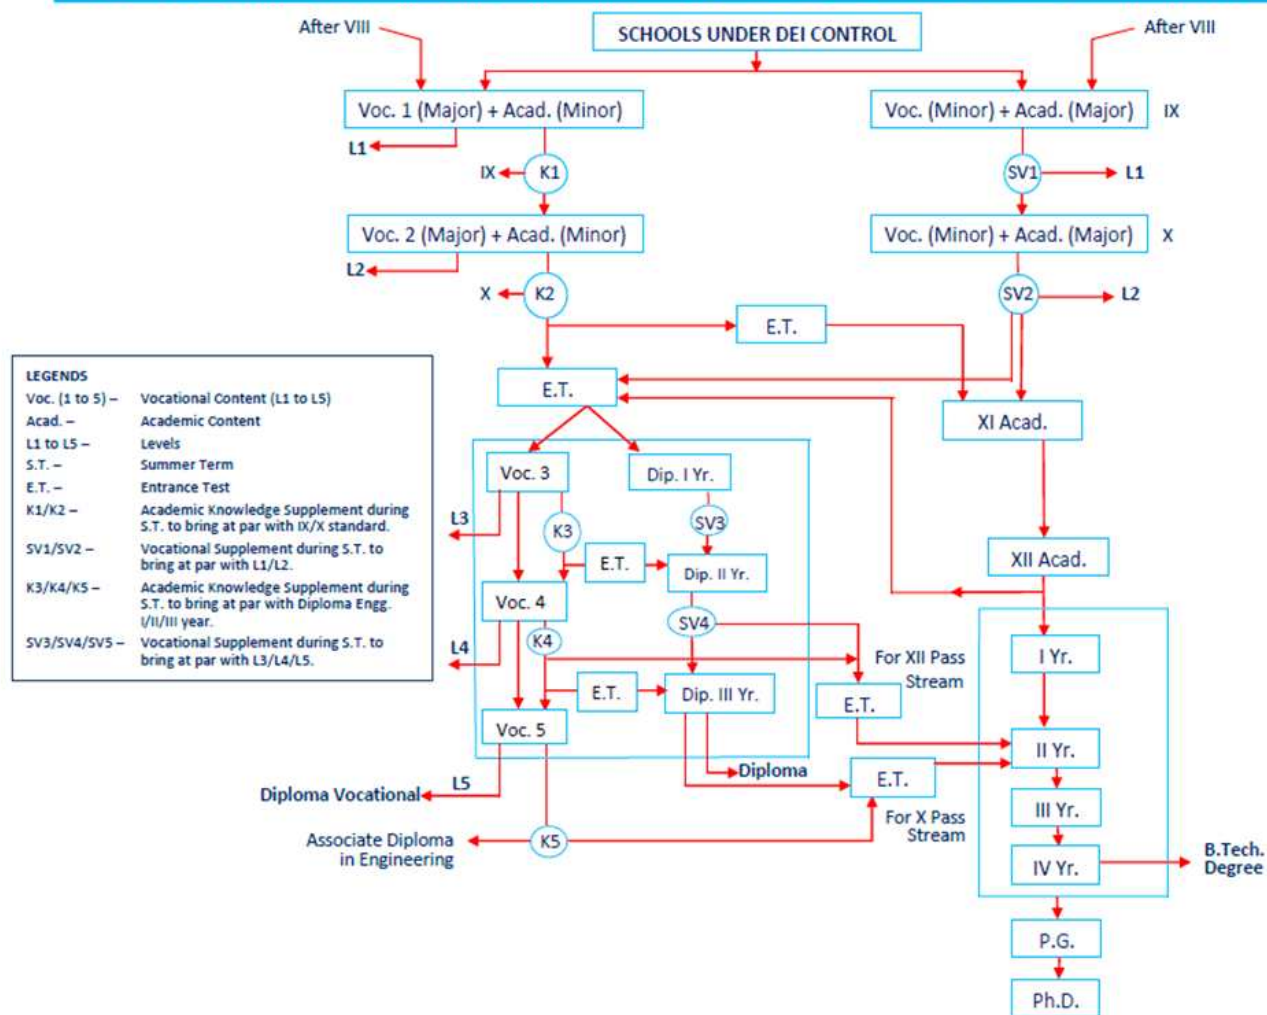 After VIII
SCHOOLS UNDER DEI CONTROL
After VIII
Voc. 1 (Major) + Acad. (Minor)
Voc. (Minor) + Acad. (Major)
IX
L1
IX
K1
SV1
L1
Voc. 2 (Major) + Acad. (Minor)
Voc. (Minor) + Acad. (Major)
X
L2
X
K2
SV2
L2
E.T.
E.T.
XI Acad.
LEGENDS
Voc. (1 to 5) – Vocational Content (L1 to L5)
Acad. – Academic Content
L1 to L5 – Levels
S.T. – Summer Term
E.T. – Entrance Test
K1/K2 – Academic Knowledge Supplement during
S.T. to bring at par with IX/X standard.
SV1/SV2 – Vocational Supplement during S.T. to
bring at par with L1/L2.
K3/K4/K5 – Academic Knowledge Supplement during
S.T. to bring at par with Diploma Engg.
I/II/III year.
SV3/SV4/SV5 – Vocational Supplement during S.T. to
bring at par with L3/L4/L5.
Voc. 3
Dip. I Yr.
L3
K3
SV3
E.T.
Dip. II Yr.
XII Acad.
Voc. 4
K4
SV4
L4
For XII Pass
Stream
I Yr.
E.T.
Dip. III Yr.
E.T.
Voc. 5
II Yr.
Diploma
E.T.
Diploma Vocational
L5
For X Pass
Stream
III Yr.
Associate Diploma
in Engineering
K5
IV Yr.
B.Tech.
Degree
P.G.
Ph.D.